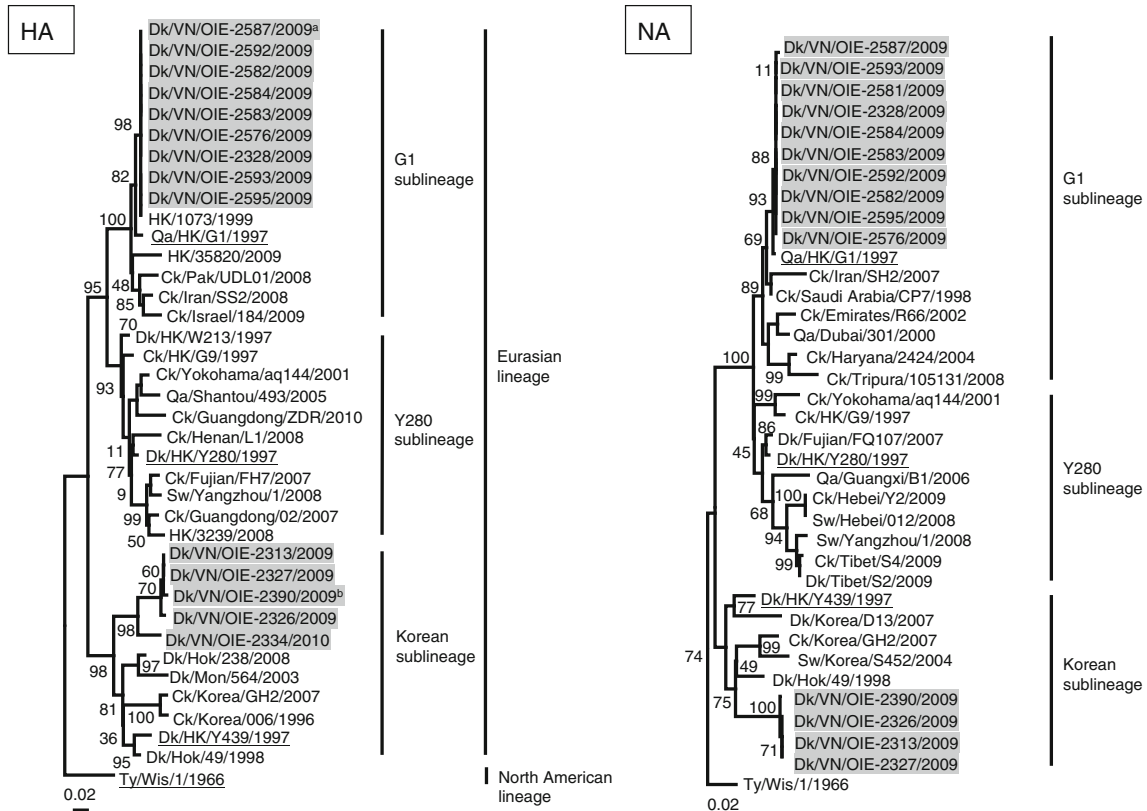 HA
Dk/VN/OIE-2587/2009a
Dk/VN/OIE-2592/2009
Dk/VN/OIE-2582/2009
Dk/VN/OIE-2584/2009
Dk/VN/OIE-2583/2009
Dk/VN/OIE-2576/2009
Dk/VN/OIE-2328/2009
Dk/VN/OIE-2593/2009
Dk/VN/OIE-2595/2009
HK/1073/1999
Qa/HK/G1/1997
HK/35820/2009
Ck/Pak/UDL01/2008
Ck/Iran/SS2/2008
Ck/Israel/184/2009
Dk/HK/W213/1997
Ck/HK/G9/1997
Ck/Yokohama/aq144/2001
Qa/Shantou/493/2005
Ck/Guangdong/ZDR/2010
Ck/Henan/L1/2008
Dk/HK/Y280/1997
Ck/Fujian/FH7/2007
Sw/Yangzhou/1/2008
Ck/Guangdong/02/2007
HK/3239/2008
Dk/VN/OIE-2313/2009
Dk/VN/OIE-2327/2009
Dk/VN/OIE-2390/2009b
Dk/VN/OIE-2326/2009
Dk/VN/OIE-2334/2010
Dk/Hok/238/2008
Dk/Mon/564/2003
Ck/Korea/GH2/2007
Ck/Korea/006/1996
Dk/HK/Y439/1997
Dk/Hok/49/1998
Ty/Wis/1/1966
98
82
100
95
48
85
70
93
11
77
9
99
50
60
70
98
98
97
81
100
36
95
0.02
G1
sublineage
Y280
sublineage
Korean
sublineage
Eurasian
lineage
North American
lineage
NA
Dk/VN/OIE-2587/2009
Dk/VN/OIE-2593/2009
Dk/VN/OIE-2581/2009
Dk/VN/OIE-2328/2009
Dk/VN/OIE-2584/2009
Dk/VN/OIE-2583/2009
Dk/VN/OIE-2592/2009
Dk/VN/OIE-2582/2009
Dk/VN/OIE-2595/2009
Dk/VN/OIE-2576/2009
Qa/HK/G1/1997
Ck/Iran/SH2/2007
Ck/Saudi Arabia/CP7/1998
Ck/Emirates/R66/2002
Qa/Dubai/301/2000
Ck/Haryana/2424/2004
Ck/Tripura/105131/2008
Ck/Yokohama/aq144/2001
Ck/HK/G9/1997
Dk/Fujian/FQ107/2007
Dk/HK/Y280/1997
Qa/Guangxi/B1/2006
Ck/Hebei/Y2/2009
Sw/Hebei/012/2008
Sw/Yangzhou/1/2008
Ck/Tibet/S4/2009
Dk/Tibet/S2/2009
Dk/HK/Y439/1997
Dk/Korea/D13/2007
Ck/Korea/GH2/2007
Sw/Korea/S452/2004
Dk/Hok/49/1998
Dk/VN/OIE-2390/2009
Dk/VN/OIE-2326/2009
Dk/VN/OIE-2313/2009
Dk/VN/OIE-2327/2009
Ty/Wis/1/1966
11
88
93
69
89
100
99
99
86
45
100
68
94
99
77
74
99
49
75
100
71
0.02
G1
sublineage
Y280
sublineage
Korean
sublineage